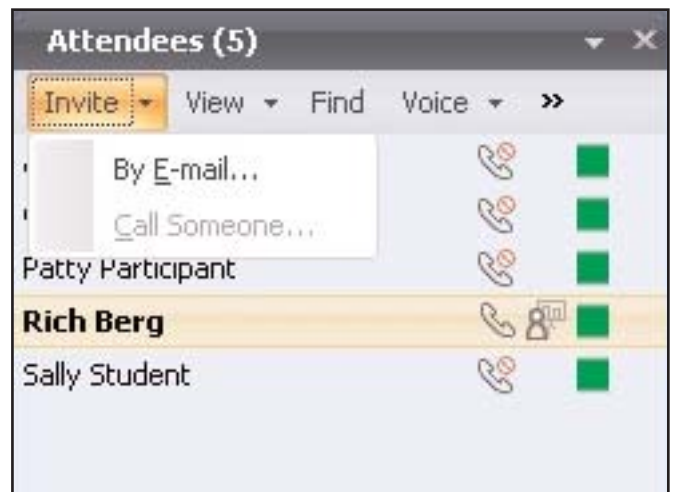 Attendees (5)
Invite View Find Voice »
By E-mail...
Call Someone...
Patty Participant
Rich Berg
Sally Student